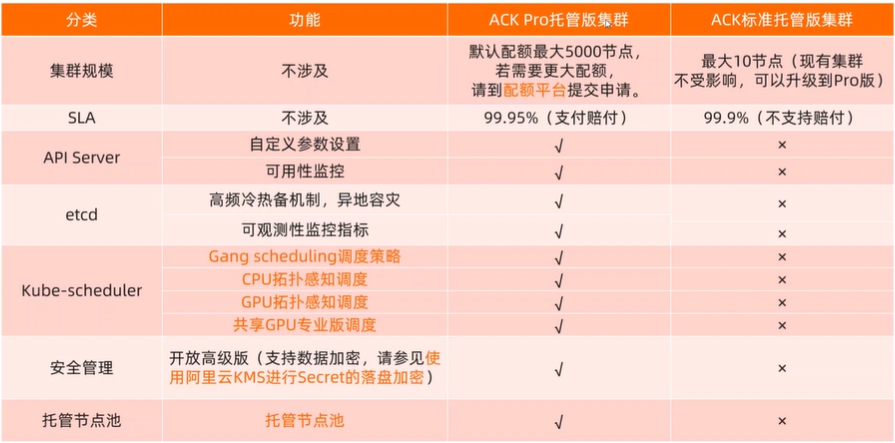 分类 功能 ACK Pro托管版集群 ACK标准托管版集群
集群规模 不涉及 默认配额最大5000节点，
若需要更大配额，
请到配额平台提交申请。 最大10节点（现有集群
不受影响，可以升级到Pro版）
SLA 不涉及 99.95%（支付赔付） 99.9%（不支持赔付）
API Server 自定义参数设置 √ ×
可用性监控 √ ×
etcd 高频冷热备机制，异地容灾 √ ×
可观测性监控指标 √ ×
Kube-scheduler Gang scheduling调度策略 √ ×
CPU拓扑感知调度 √ ×
GPU拓扑感知调度 √ ×
共享GPU专业版调度 √ ×
安全管理 开放高级版（支持数据加密，请参见使
用阿里云KMS进行Secret的落盘加密） √ ×
托管节点池 托管节点池 √ ×